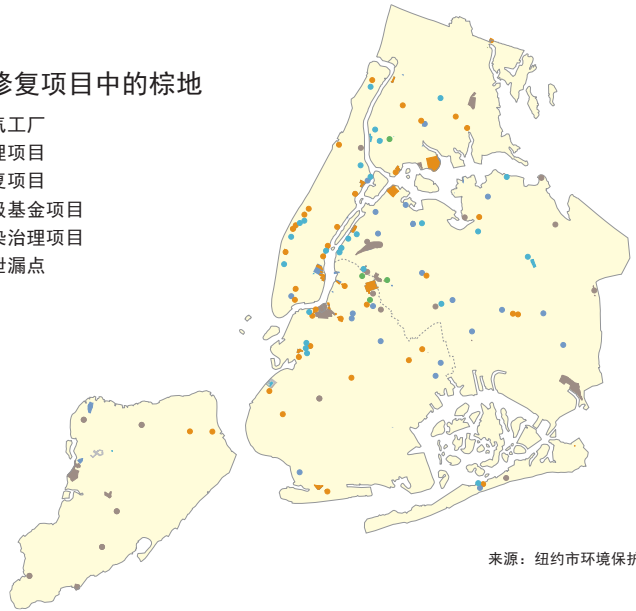 修复项目中的棕地
气工厂
理项目
复项目
级基金项目
染治理项目
泄漏点
来源：纽约市环境保护